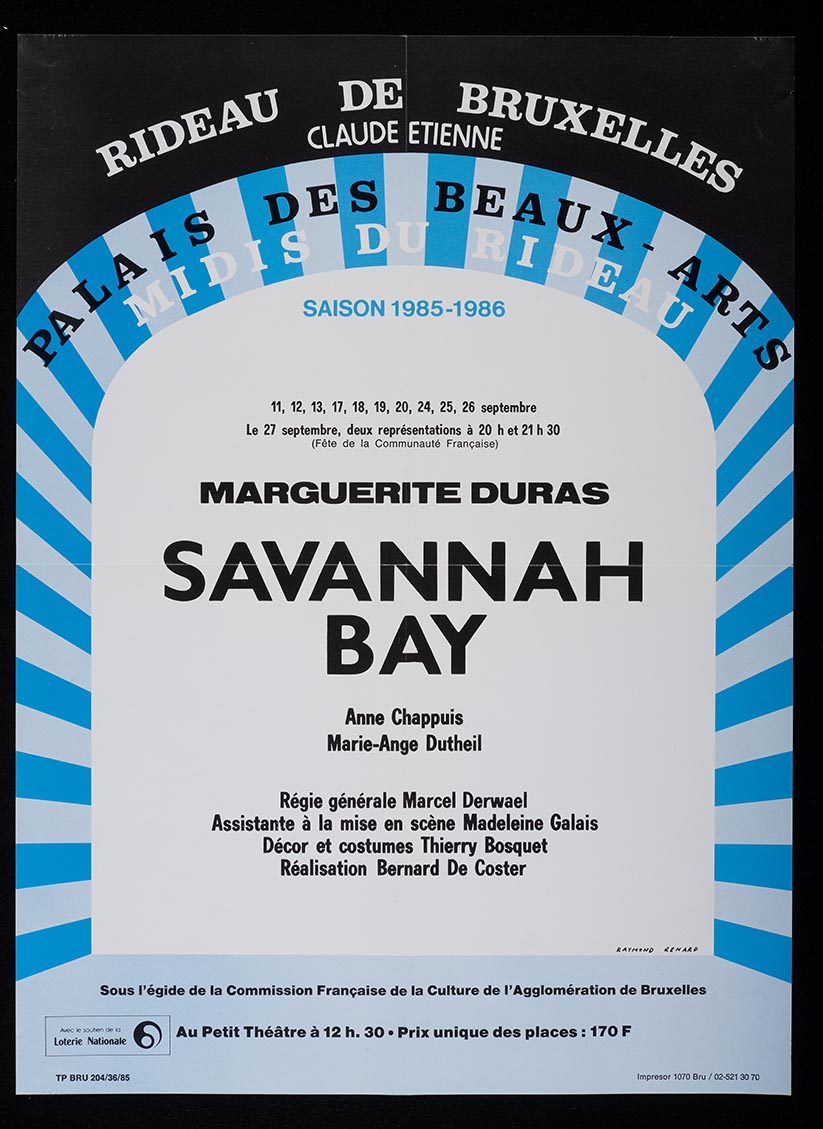 RIDEAU DE BRUXELLES
CLAUDE ETIENNE
PALAIS DES BEAUX-ARTS
MIDIS DU RIDEAU
SAISON 1985-1986
11, 12, 13, 17, 18, 19, 20, 24, 25, 26 septembre
Le 27 septembre, deux représentations à 20 h et 21 h 30
(Fête de la Communauté Française)
MARGUERITE DURAS
SAVANNAH
BAY
Anne Chappuis
Marie-Ange Dutheil
Régie générale Marcel Derwael
Assistante à la mise en scène Madeleine Galais
Décor et costumes Thierry Bosquet
Réalisation Bernard De Coster
RAYMOND RENARD
Sous l'égide de la Commission Française de la Culture de l'Agglomération de Bruxelles
Avec le soutien de la
Loterie Nationale
Au Petit Théâtre à 12 h. 30 • Prix unique des places : 170 F
TP BRU 204/36/85
Impresor 1070 Bru / 02-521 30 70